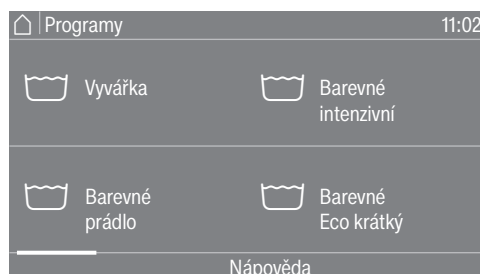 Programy 11:02
Vyvářka
Barevné
intenzivní
Barevné
prádlo
Barevné
Eco krátký
Nápověda